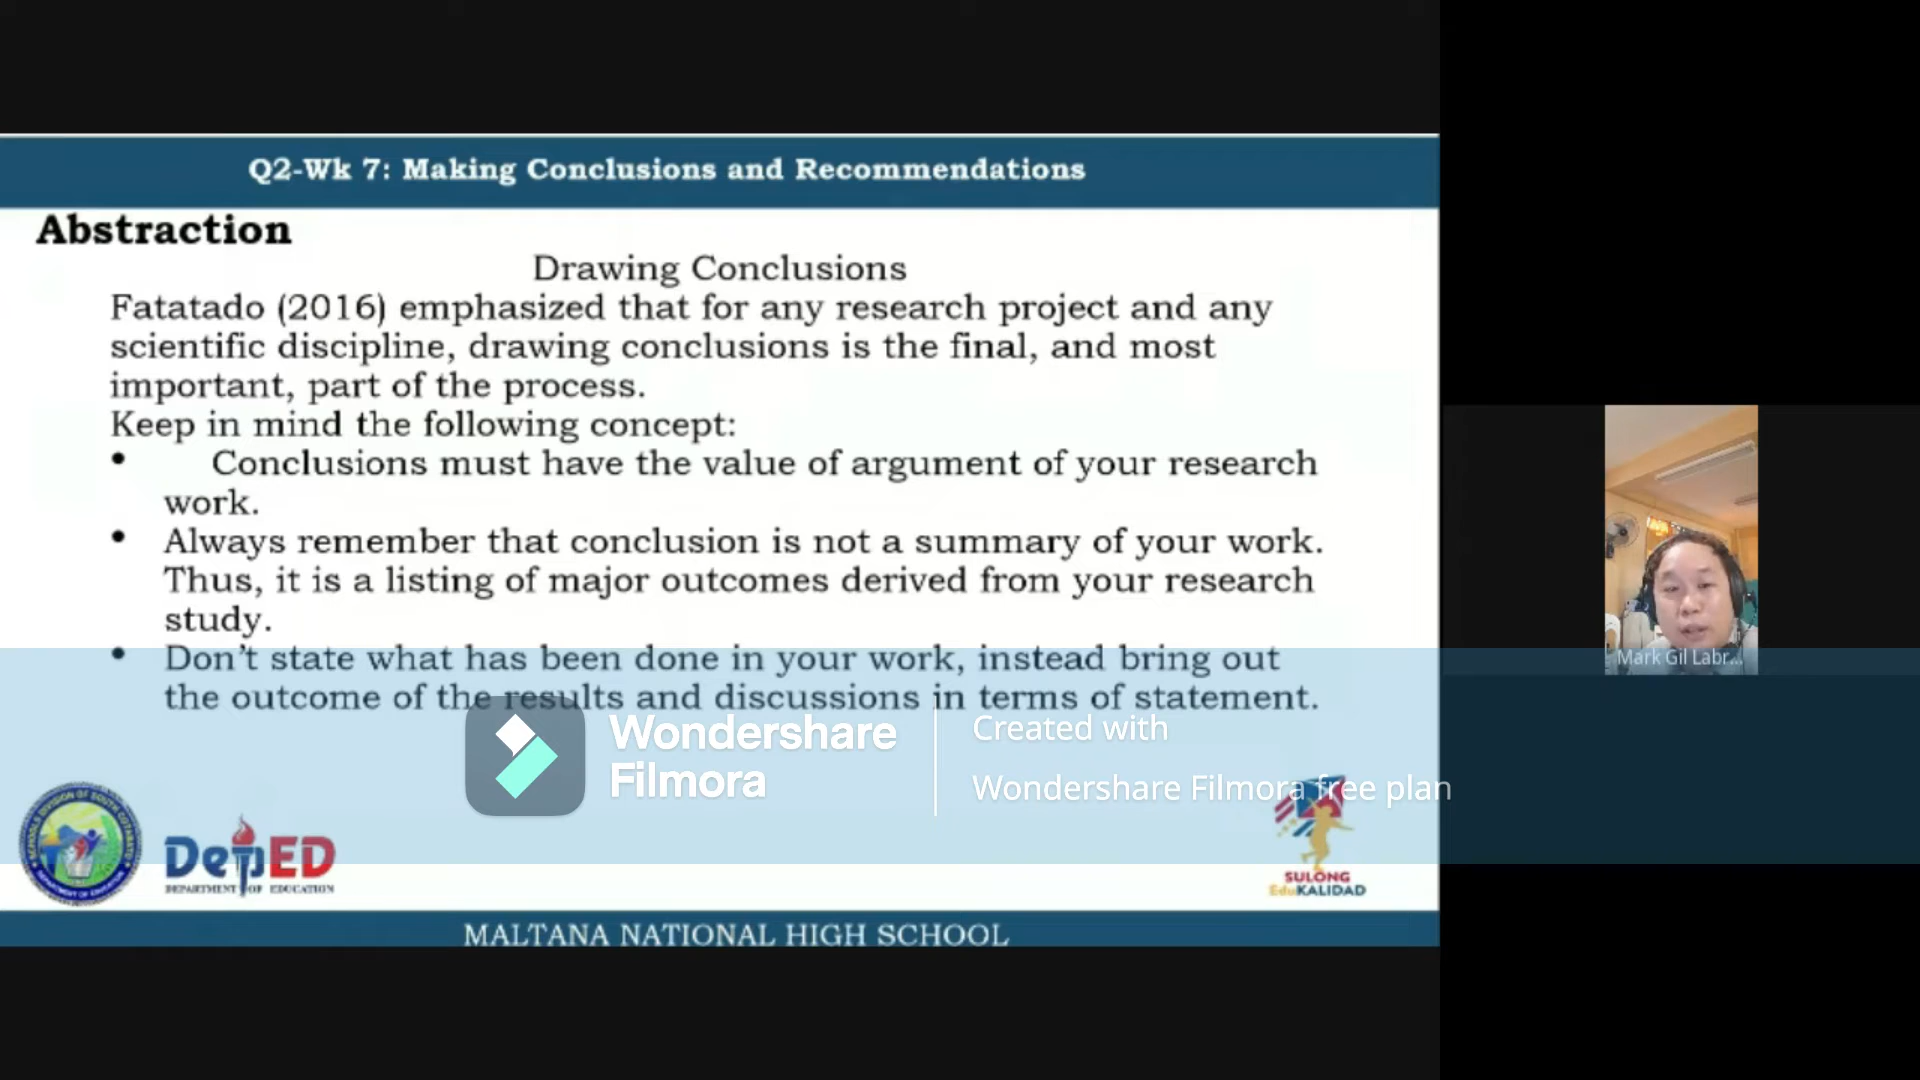 Q2-Wk 7: Making Conclusions and Recommendations
Abstraction
Drawing Conclusions
Fatatado (2016) emphasized that for any research project and any
scientific discipline, drawing conclusions is the final, and most
important, part of the process.
Keep in mind the following concept:
• Conclusions must have the value of argument of your research
work.
• Always remember that conclusion is not a summary of your work.
Thus, it is a listing of major outcomes derived from your research
study.
• Don't state what has been done in your work, instead bring out
the outcome of the results and discussions in terms of statement.
Mark Gil Labr...
Wondershare
Filmora
Created with
Wondershare Filmora free plan
DepED
DEPARTMENT OF EDUCATION
SULONG
EduKALIDAD
MALTANA NATIONAL HIGH SCHOOL